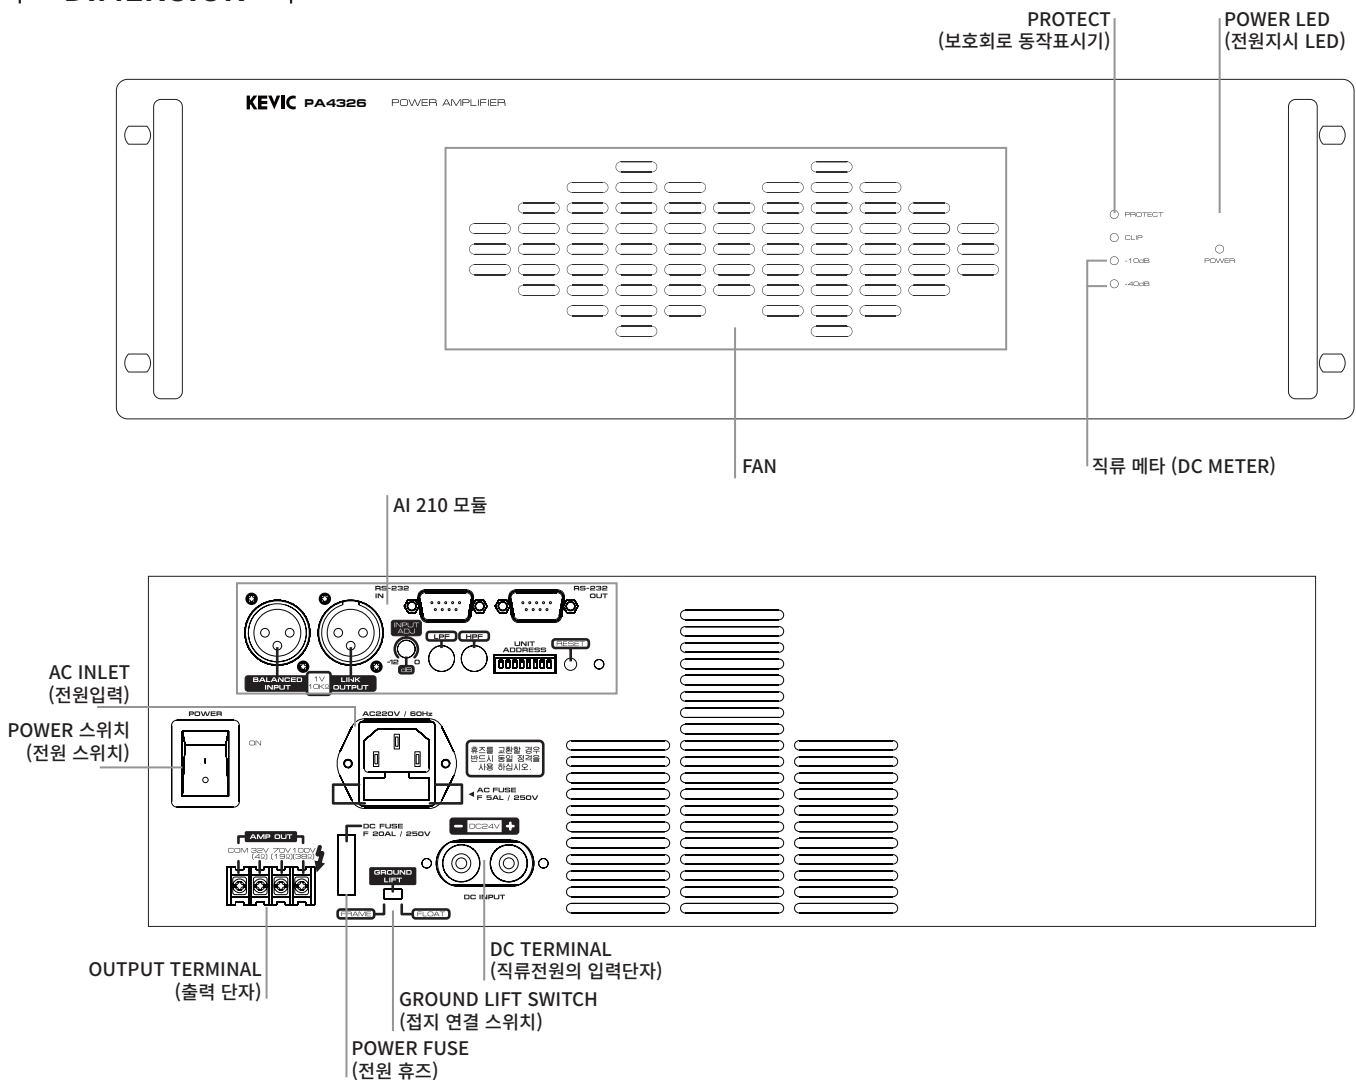 DIMENSION
PROTECT
(보호회로 동작표시기)
POWER LED
(전원지시 LED)
KEVIC PA4326 POWER AMPLIFIER
PROTECT
CLIP
-10dB
-40dB
POWER
FAN
직류 메타 (DC METER)
AI 210 모듈
RS-232
IN
RS-232
OUT
INPUT
ADJ
-12 0
dB
LPF
HPF
UNIT
ADDRESS
RESET
BALANCED
INPUT
1V
10KΩ
LINK
OUTPUT
AC INLET
(전원입력)
POWER 스위치
(전원 스위치)
POWER
ON
AC220V / 60Hz
휴즈를 교환할 경우
반드시 동일 정격을
사용 하십시오.
AC FUSE
F 5AL / 250V
DC FUSE
F 20AL / 250V
- DC24V +
AMP OUT
COM 32V 70V 100V
(4Ω) (19Ω) (39Ω)
GROUND
LIFT
FRAME
FLOAT
DC INPUT
OUTPUT TERMINAL
(출력 단자)
DC TERMINAL
(직류전원의 입력단자)
GROUND LIFT SWITCH
(접지 연결 스위치)
POWER FUSE
(전원 휴즈)